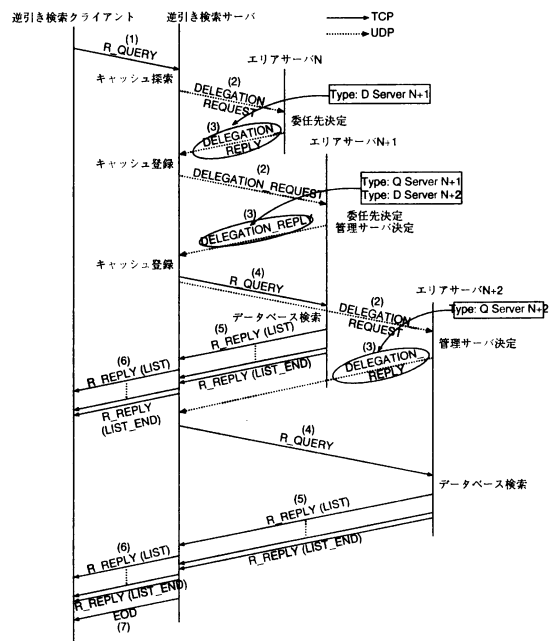 逆引き検索クライアント
逆引き検索サーバ
TCP
UDP
(1)
R_QUERY
エリアサーバN
キャッシュ探索
(2)
DELEGATION
REQUEST
Type: D Server N+1
(3)
DELEGATION
REPLY
委任先決定
エリアサーバN+1
キャッシュ登録
(2)
DELEGATION_REQUEST
Type: Q Server N+1
Type: D Server N+2
(3)
DELEGATION_REPLY
委任先決定
管理サーバ決定
キャッシュ登録
(4)
R_QUERY
エリアサーバN+2
(2)
DELEGATION
REQUEST
Type: Q Server N+2
データベース検索
(5)
R_REPLY (LIST)
管理サーバ決定
(3)
DELEGATION
REPLY
(6)
R_REPLY (LIST)
R_REPLY (LIST_END)
R_REPLY
(LIST_END)
(4)
R_QUERY
データベース検索
(5)
R_REPLY (LIST)
(6)
R_REPLY (LIST)
R_REPLY (LIST_END)
R_REPLY (LIST_END)
EOD
(7)